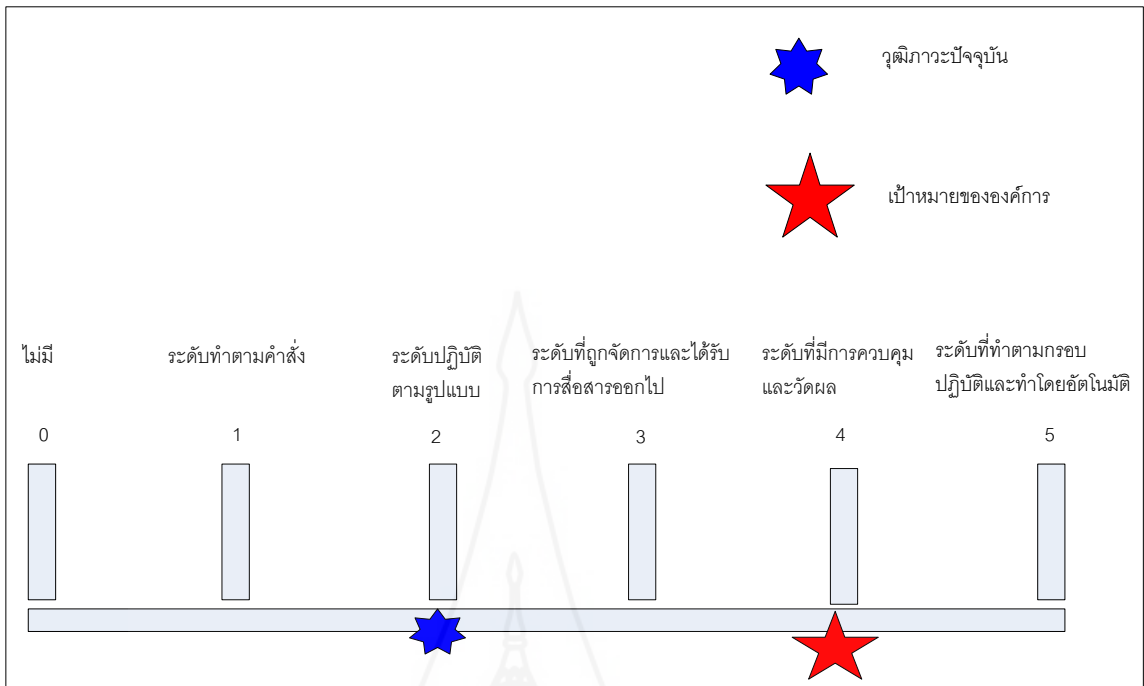 วุฒิภาวะปัจจุบัน
เป้าหมายขององค์การ
ไม่มี
ระดับทำตามคำสั่ง
ระดับปฏิบัติ
ตามรูปแบบ
ระดับที่ถูกจัดการและได้รับ
การสื่อสารออกไป
ระดับที่มีการควบคุม
และวัดผล
ระดับที่ทำตามกรอบ
ปฏิบัติและทำโดยอัตโนมัติ
0
1
2
3
4
5